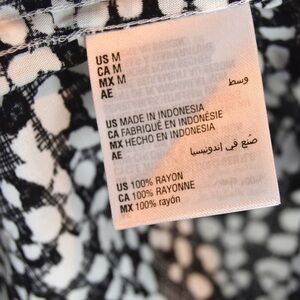 US M
CA M
MX M
AE وسط
US MADE IN INDONESIA
CA FABRIQUÉ EN INDONÉSIE
MX HECHO EN INDONESIA
AE صنع في إندونيسيا
US 100% RAYON
CA 100% RAYONNE
MX 100% rayón